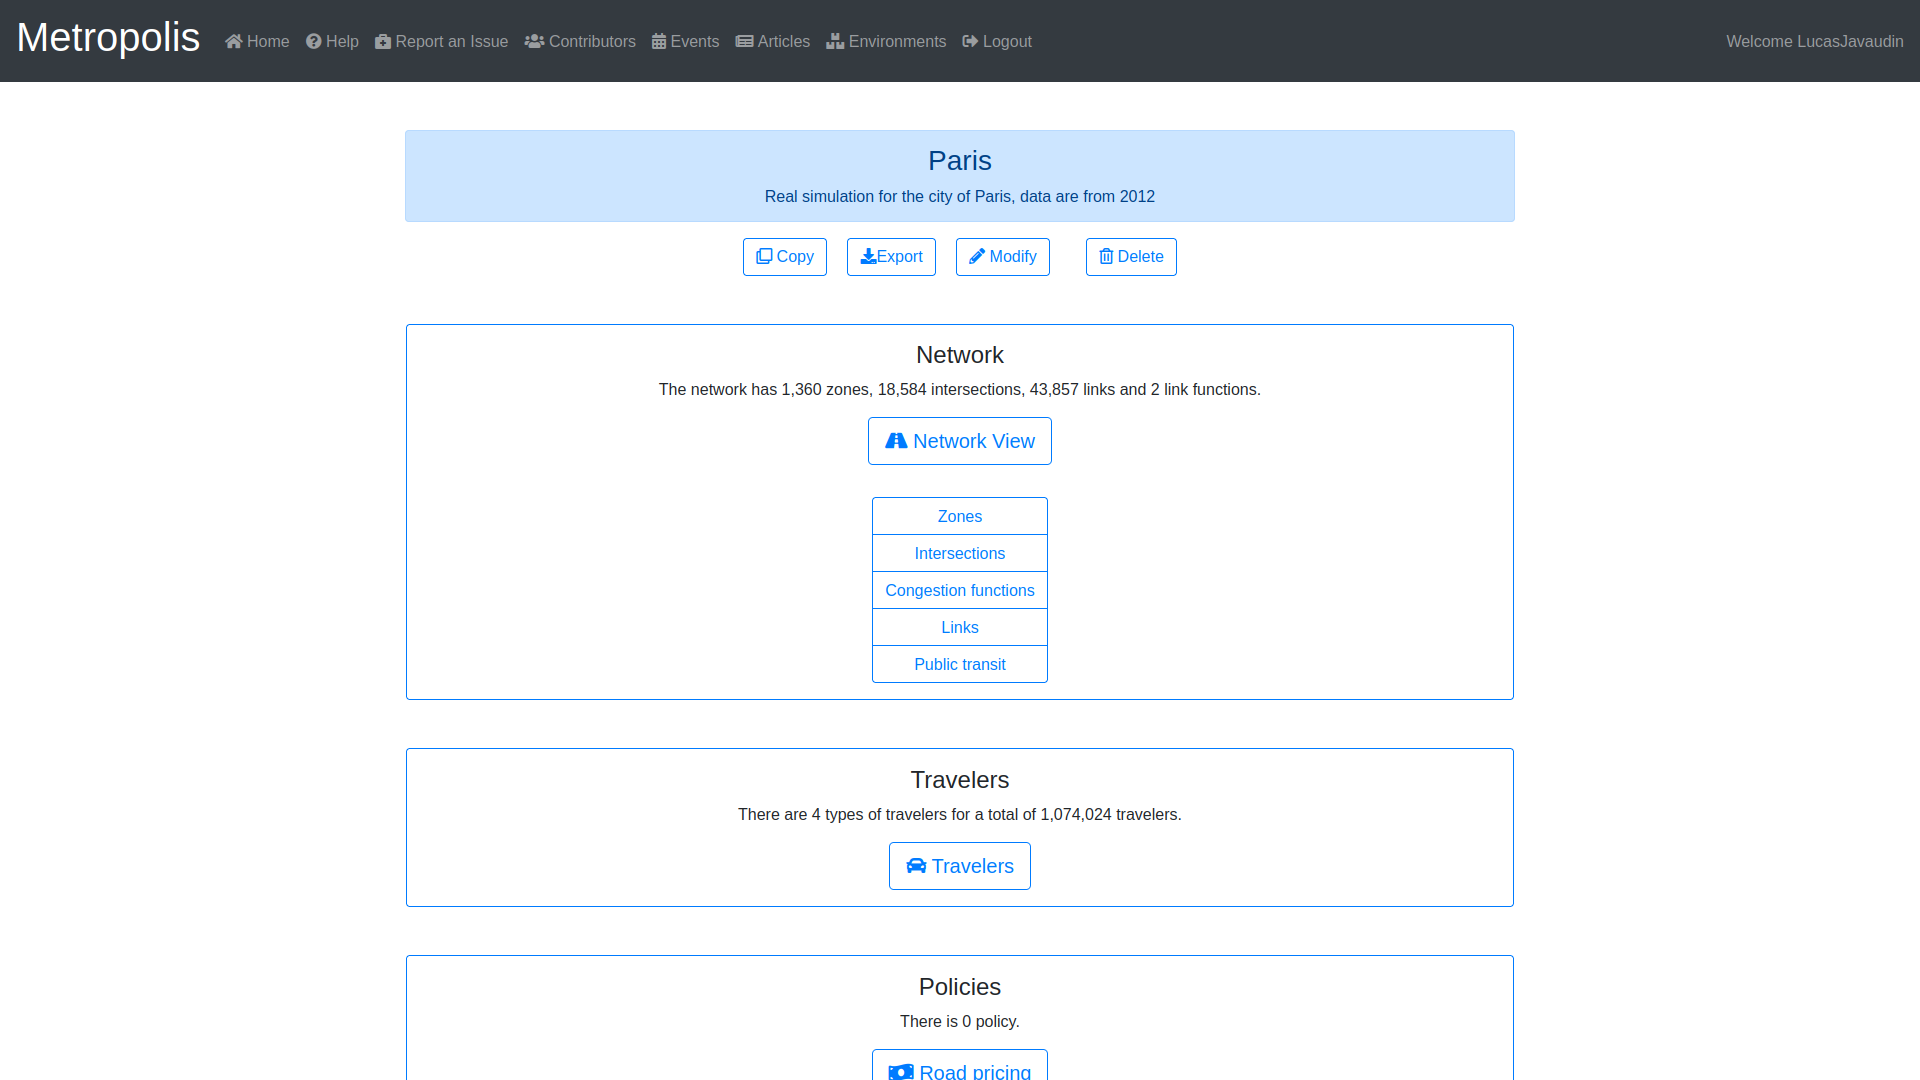 Metropolis Home Help Report an Issue Contributors Events Articles Environments Logout Welcome LucasJavaudin
Paris
Real simulation for the city of Paris, data are from 2012
Copy Export Modify Delete
Network
The network has 1,360 zones, 18,584 intersections, 43,857 links and 2 link functions.
Network View
Zones
Intersections
Congestion functions
Links
Public transit
Travelers
There are 4 types of travelers for a total of 1,074,024 travelers.
Travelers
Policies
There is 0 policy.
Road pricing